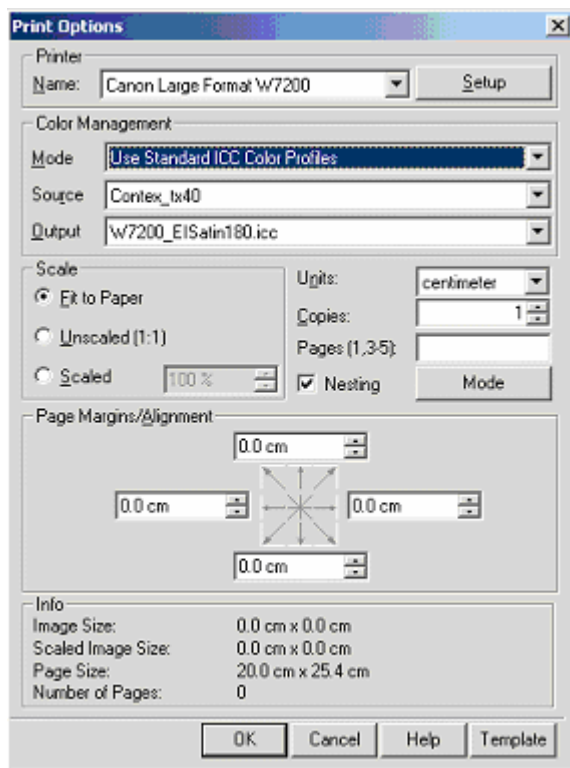 Print Options
Printer
Name: Canon Large Format W7200 Setup
Color Management
Mode Use Standard ICC Color Profiles
Source Contex_tx40
Output W7200_EISatin180.icc
Scale
Fit to Paper
Unscaled (1:1)
Scaled 100 %
Units: centimeter
Copies: 1
Pages (1,3-5):
Nesting Mode
Page Margins/Alignment
0.0 cm
0.0 cm 0.0 cm
0.0 cm
Info
Image Size: 0.0 cm x 0.0 cm
Scaled Image Size: 0.0 cm x 0.0 cm
Page Size: 20.0 cm x 25.4 cm
Number of Pages: 0
OK Cancel Help Template